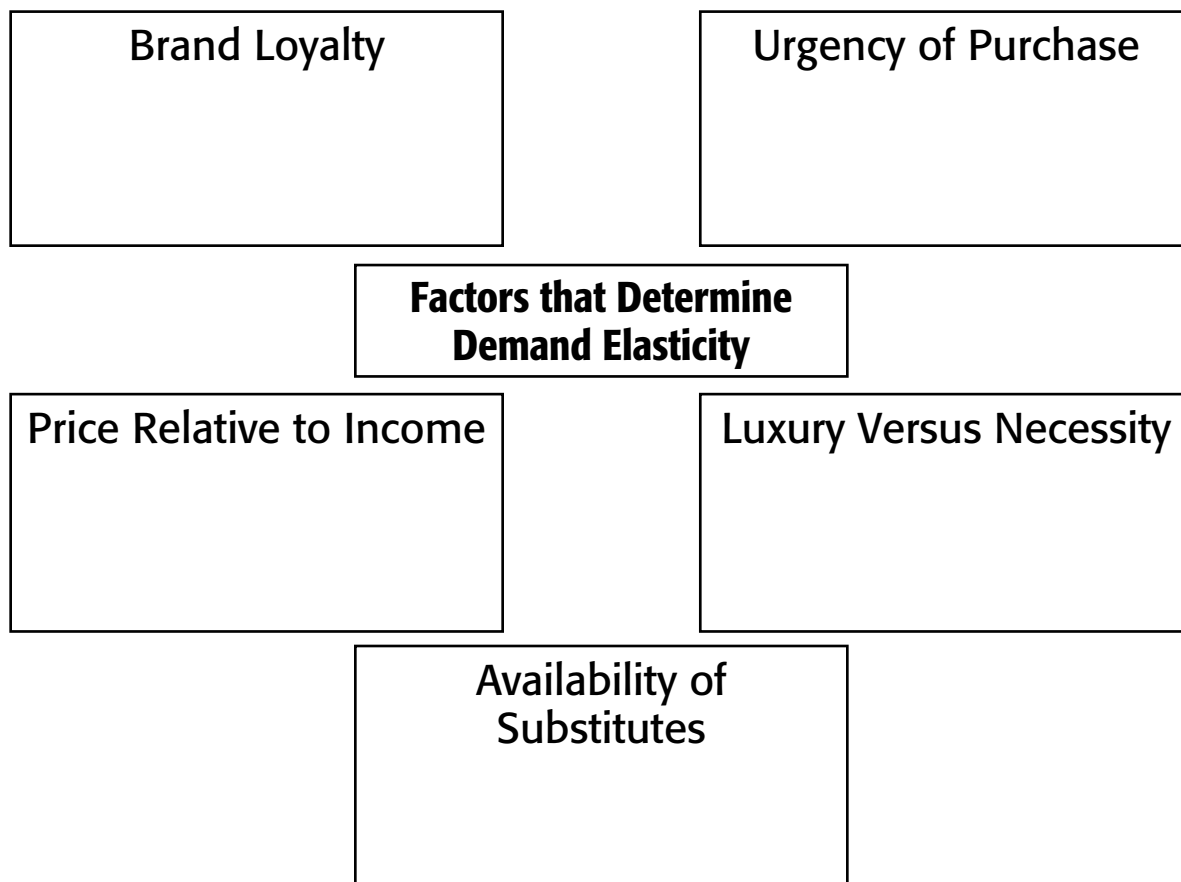 Brand Loyalty
Urgency of Purchase
Factors that Determine
Demand Elasticity
Price Relative to Income
Luxury Versus Necessity
Availability of
Substitutes